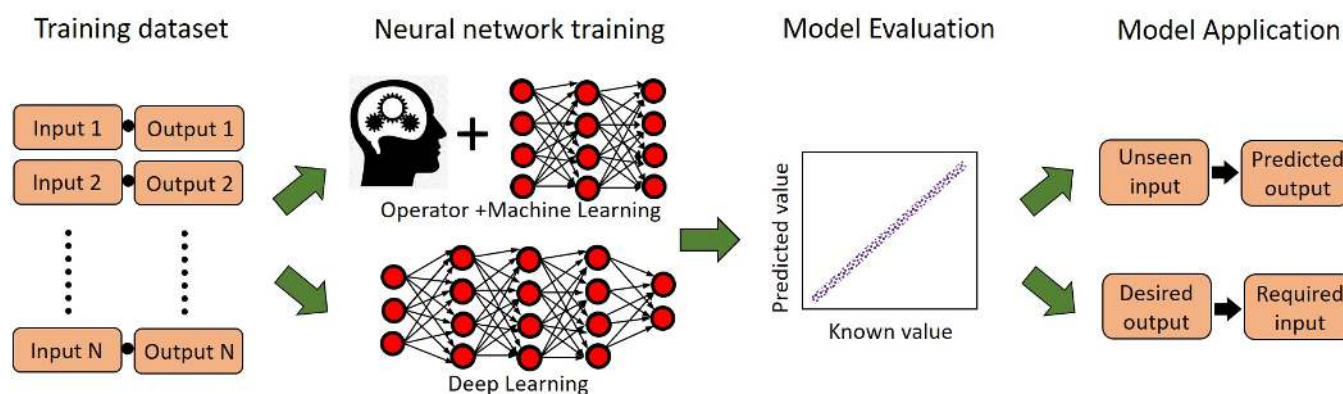 Training dataset
Input 1
Output 1
Input 2
Output 2
Input N
Output N
Neural network training
+
Operator +Machine Learning
Deep Learning
Model Evaluation
Predicted value
Known value
Model Application
Unseen
input
Predicted
output
Desired
output
Required
input